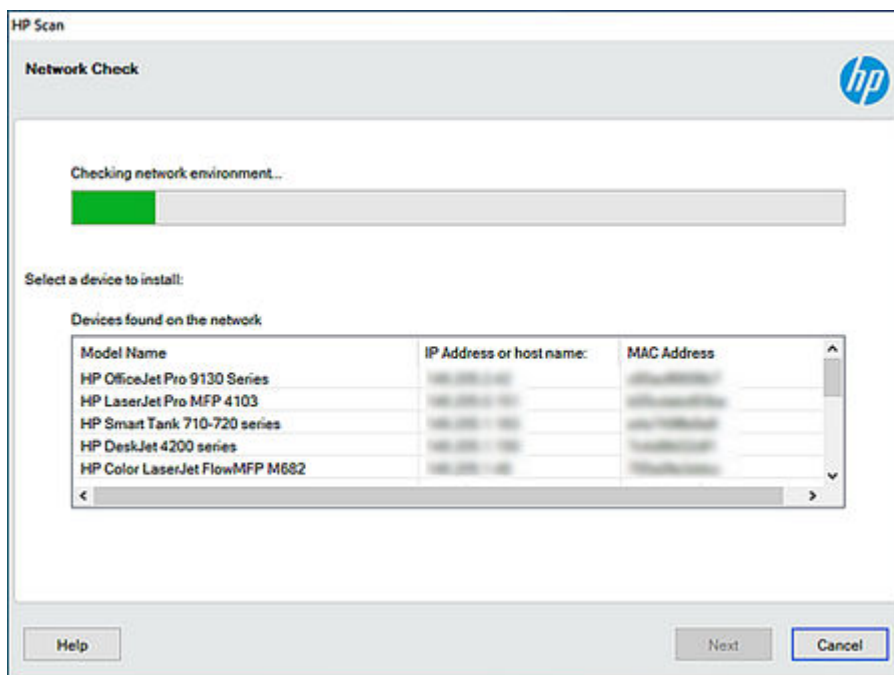 HP Scan
Network Check
hp
Checking network environment...
Select a device to install:
Devices found on the network
Model Name IP Address or host name: MAC Address
HP OfficeJet Pro 9130 Series
HP LaserJet Pro MFP 4103
HP Smart Tank 710-720 series
HP DeskJet 4200 series
HP Color LaserJet FlowMFP M682
Help Next Cancel